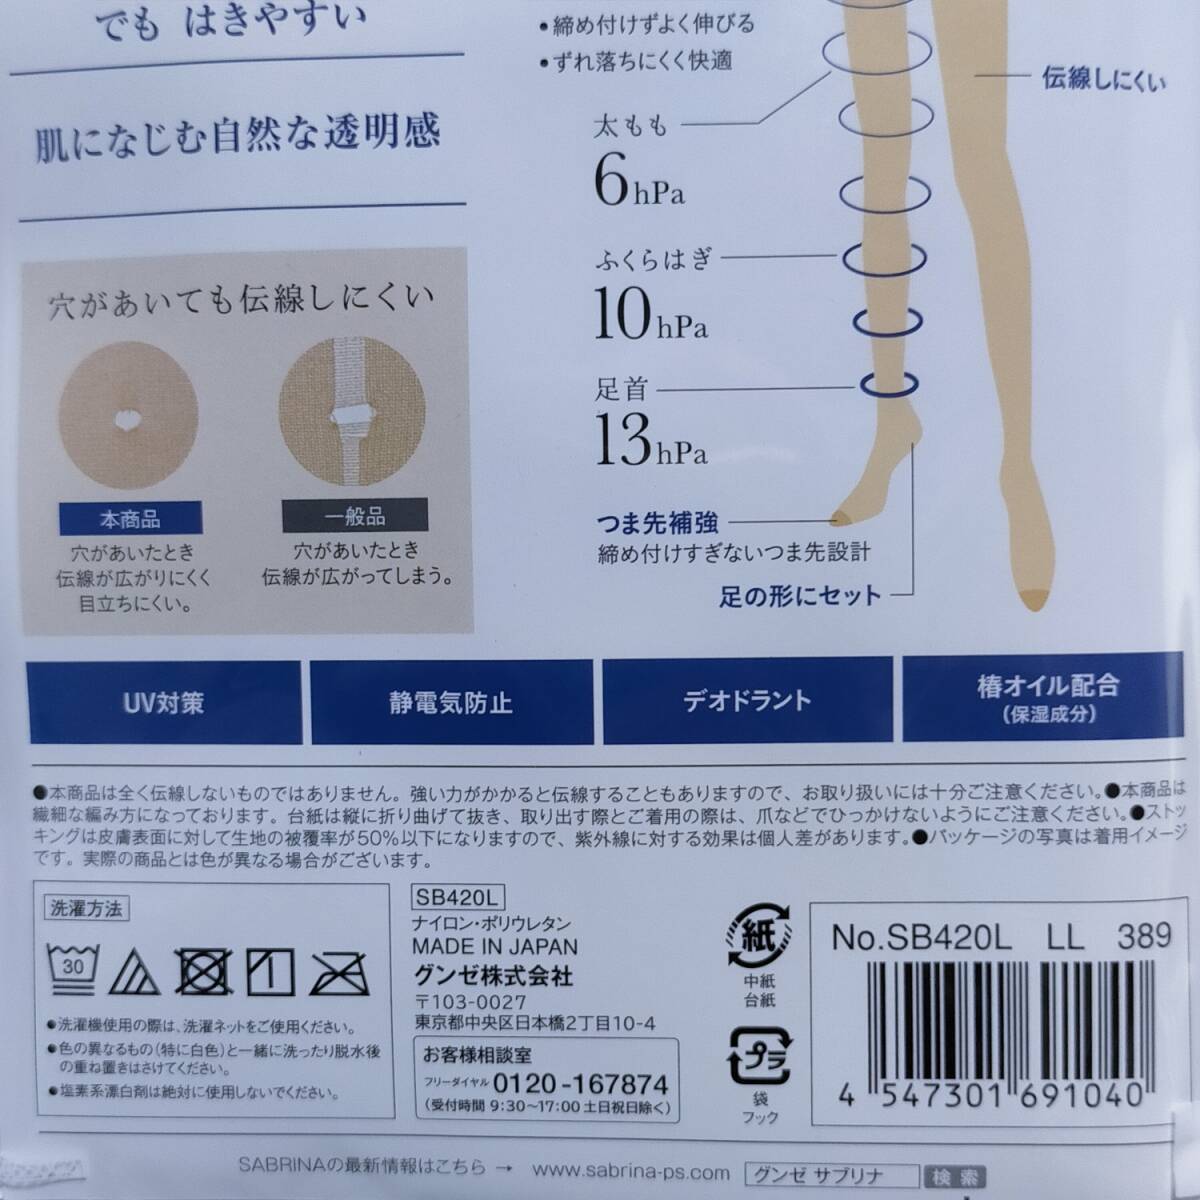 でも はきやすい
肌になじむ自然な透明感
・締め付けずよく伸びる
・ずれ落ちにくく快適
伝線しにくい
太もも
6hPa
ふくらはぎ
10hPa
足首
13hPa
つま先補強
締め付けすぎないつま先設計
足の形にセット
穴があいても伝線しにくい
本商品
穴があいたとき
伝線が広がりにくく
目立ちにくい。
一般品
穴があいたとき
伝線が広がってしまう。
UV対策
静電気防止
デオドラント
椿オイル配合
(保湿成分)
●本商品は全く伝線しないものではありません。強い力がかかると伝線することもありますので、お取り扱いには十分ご注意ください。●本商品は
繊細な編み方になっております。台紙は縦に折り曲げて抜き、取り出す際とご着用の際は、爪などでひっかけないようにご注意ください。●ストッ
キングは皮膚表面に対して生地の被覆率が50%以下になりますので、紫外線に対する効果は個人差があります。●パッケージの写真は着用イメージ
です。実際の商品とは色が異なる場合がございます。
洗濯方法
30
●洗濯機使用の際は、洗濯ネットをご使用ください。
●色の異なるもの(特に白色)と一緒に洗ったり脱水後
の重ね置きはさけてください。
●塩素系漂白剤は絶対に使用しないでください。
SB420L
ナイロン・ポリウレタン
MADE IN JAPAN
グンゼ株式会社
〒103-0027
東京都中央区日本橋2丁目10-4
お客様相談室
フリーダイヤル 0120-167874
(受付時間 9:30~17:00 土日祝日除く)
紙
中紙
台紙
プラ
袋
フック
No.SB420L LL 389
4 547301 691040
SABRINAの最新情報はこちら → www.sabrina-ps.com グンゼ サブリナ 検索